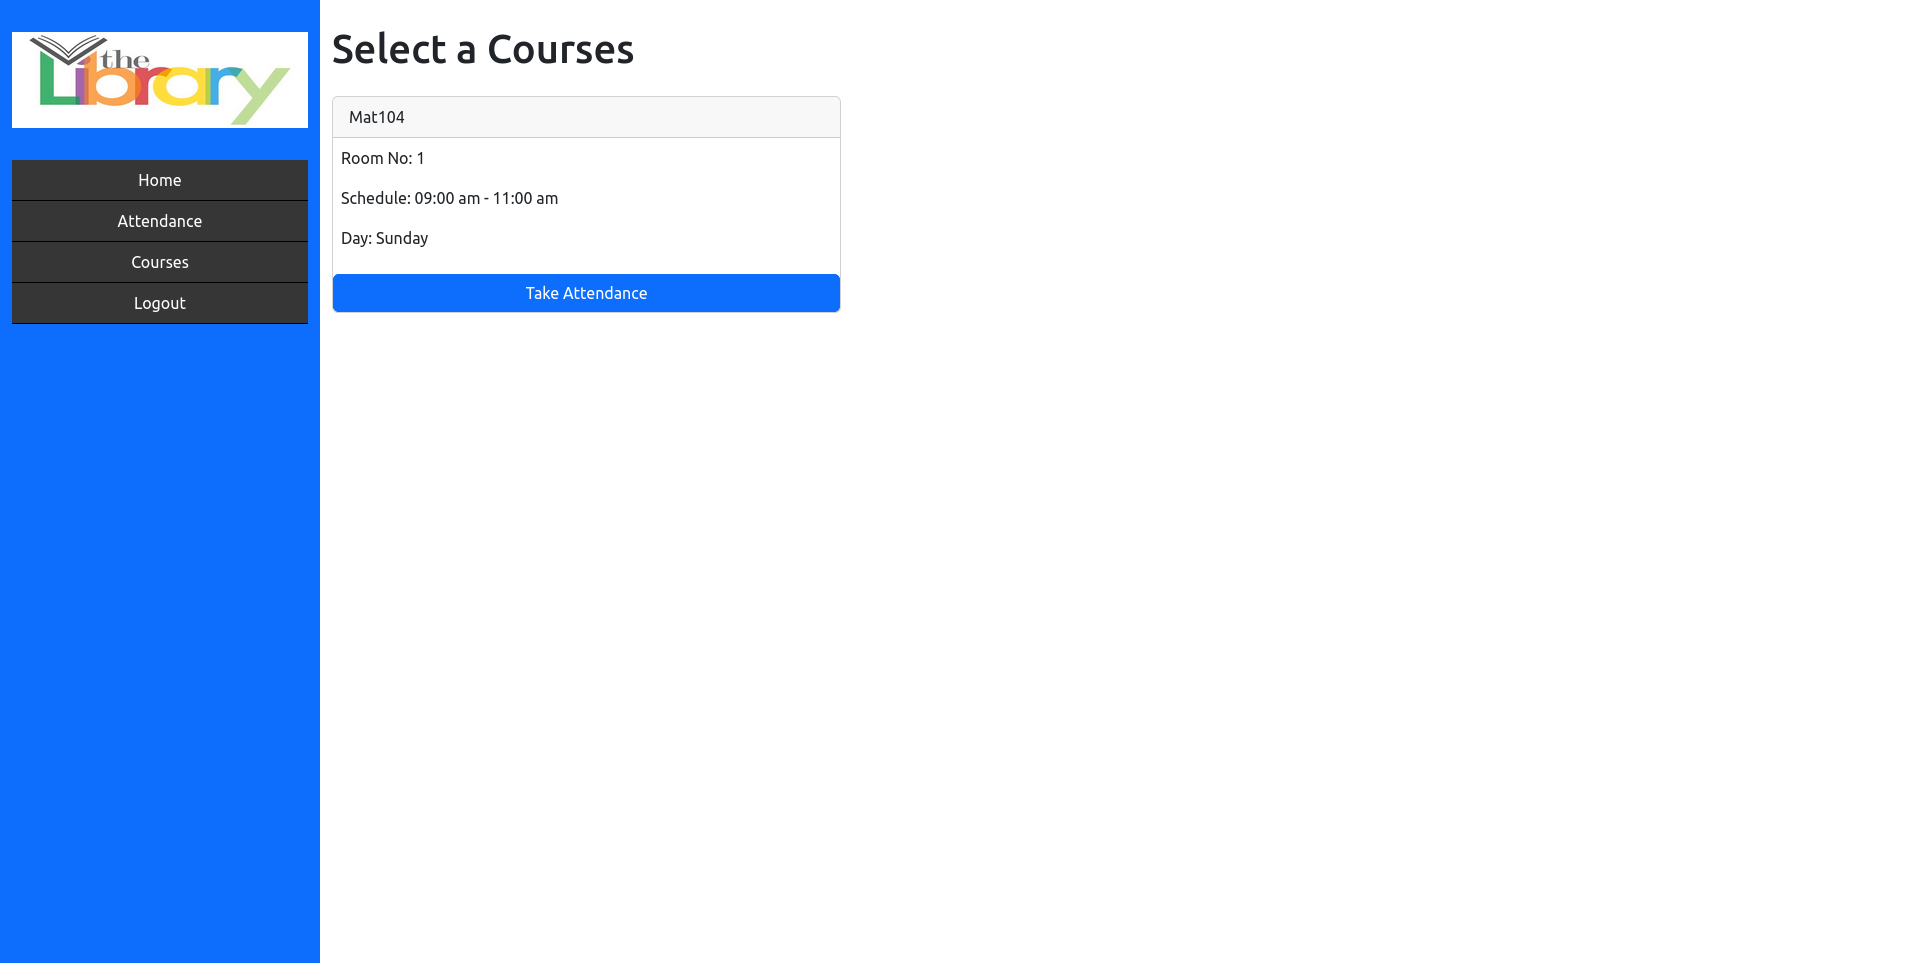 the
Library
Home
Attendance
Courses
Logout
Select a Courses
Mat104
Room No: 1
Schedule: 09:00 am - 11:00 am
Day: Sunday
Take Attendance